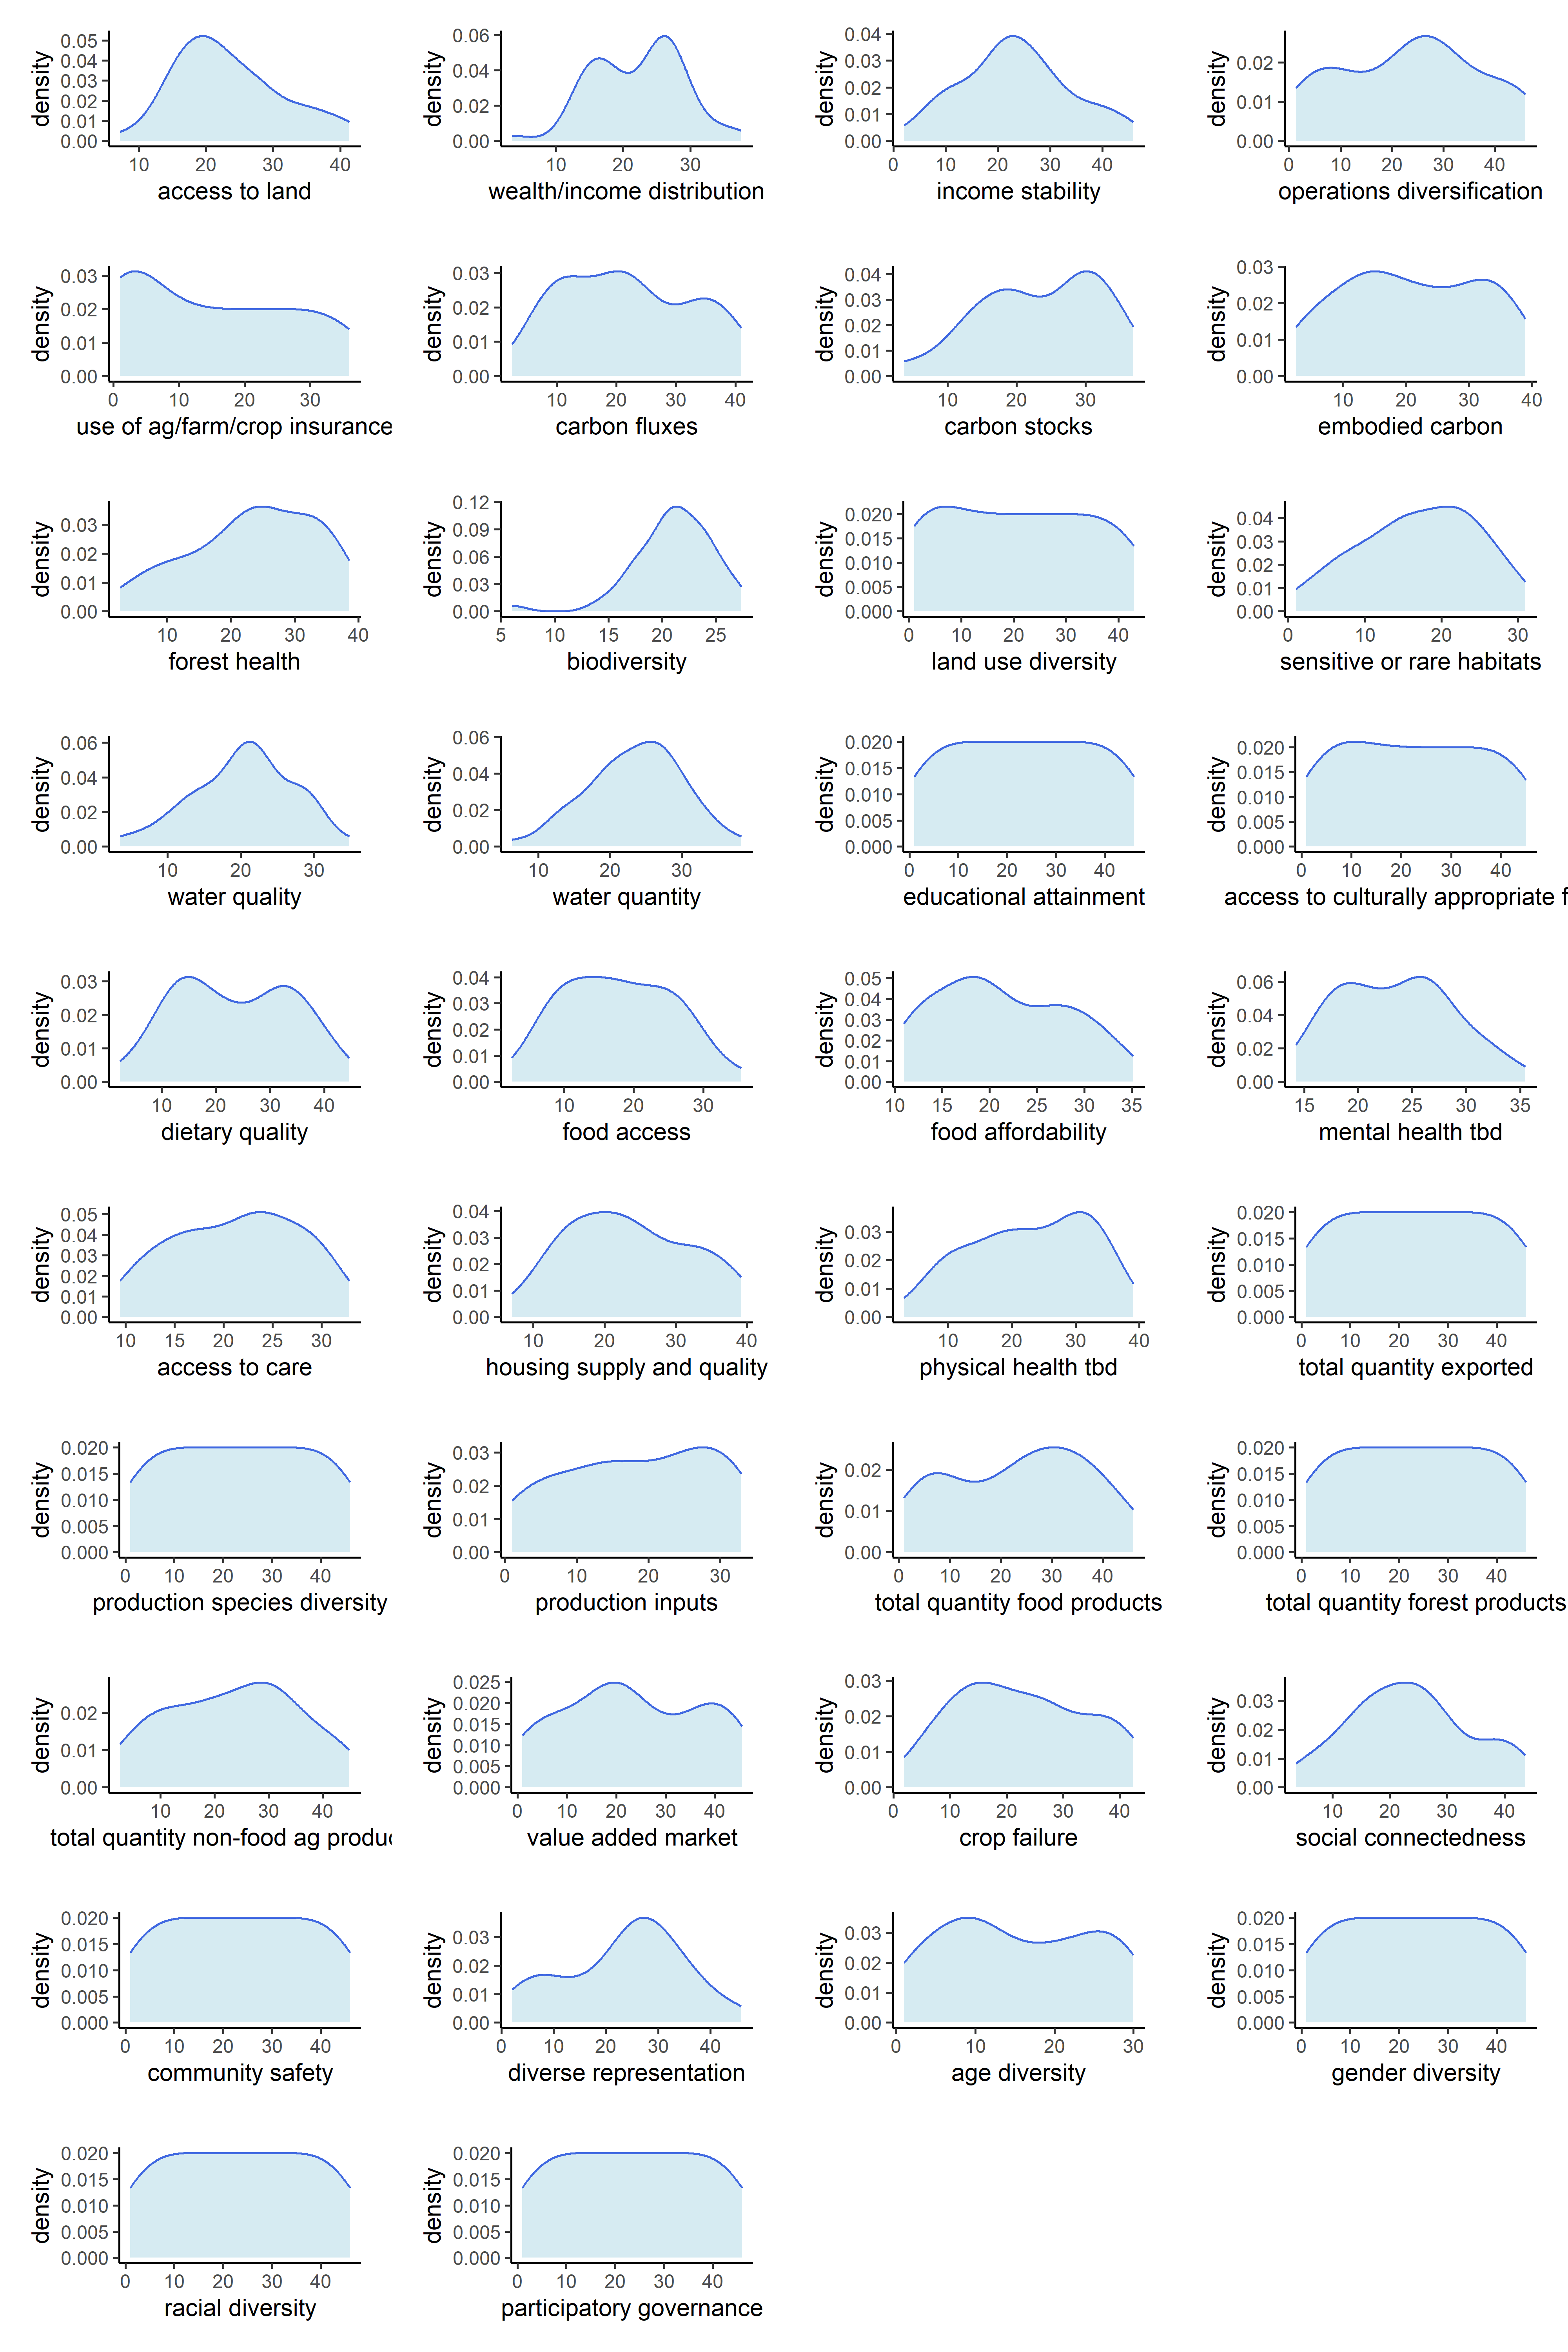 density
0.05
0.04
0.03
0.02
0.01
0.00
10 20 30 40
access to land
density
0.06
0.04
0.02
0.00
10 20 30
wealth/income distribution
density
0.04
0.03
0.02
0.01
0.00
0 10 20 30 40
income stability
density
0.02
0.01
0.00
0 10 20 30 40
operations diversification
density
0.03
0.02
0.01
0.00
0 10 20 30
use of ag/farm/crop insurance
density
0.03
0.02
0.01
0.00
10 20 30 40
carbon fluxes
density
0.04
0.03
0.02
0.01
0.00
10 20 30
carbon stocks
density
0.03
0.02
0.01
0.00
10 20 30 40
embodied carbon
density
0.03
0.02
0.01
0.00
10 20 30 40
forest health
density
0.12
0.09
0.06
0.03
0.00
5 10 15 20 25
biodiversity
density
0.020
0.015
0.010
0.005
0.000
0 10 20 30 40
land use diversity
density
0.04
0.03
0.02
0.01
0.00
0 10 20 30
sensitive or rare habitats
density
0.06
0.04
0.02
0.00
10 20 30
water quality
density
0.06
0.04
0.02
0.00
10 20 30
water quantity
density
0.020
0.015
0.010
0.005
0.000
0 10 20 30 40
educational attainment
density
0.020
0.015
0.010
0.005
0.000
0 10 20 30 40
access to culturally appropriate f
density
0.03
0.02
0.01
0.00
10 20 30 40
dietary quality
density
0.04
0.03
0.02
0.01
0.00
10 20 30
food access
density
0.05
0.04
0.03
0.02
0.01
0.00
10 15 20 25 30 35
food affordability
density
0.06
0.04
0.02
0.00
15 20 25 30 35
mental health tbd
density
0.05
0.04
0.03
0.02
0.01
0.00
10 15 20 25 30
access to care
density
0.04
0.03
0.02
0.01
0.00
10 20 30 40
housing supply and quality
density
0.03
0.02
0.01
0.00
10 20 30 40
physical health tbd
density
0.020
0.015
0.010
0.005
0.000
0 10 20 30 40
total quantity exported
density
0.020
0.015
0.010
0.005
0.000
0 10 20 30 40
production species diversity
density
0.03
0.02
0.01
0.00
0 10 20 30
production inputs
density
0.02
0.01
0.00
0 10 20 30 40
total quantity food products
density
0.020
0.015
0.010
0.005
0.000
0 10 20 30 40
total quantity forest products
density
0.02
0.01
0.00
10 20 30 40
total quantity non-food ag produc
density
0.025
0.020
0.015
0.010
0.005
0.000
0 10 20 30 40
value added market
density
0.03
0.02
0.01
0.00
0 10 20 30 40
crop failure
density
0.03
0.02
0.01
0.00
10 20 30 40
social connectedness
density
0.020
0.015
0.010
0.005
0.000
0 10 20 30 40
community safety
density
0.03
0.02
0.01
0.00
10 20 30 40
diverse representation
density
0.03
0.02
0.01
0.00
0 10 20 30
age diversity
density
0.020
0.015
0.010
0.005
0.000
0 10 20 30 40
gender diversity
density
0.020
0.015
0.010
0.005
0.000
0 10 20 30 40
racial diversity
density
0.020
0.015
0.010
0.005
0.000
0 10 20 30 40
participatory governance